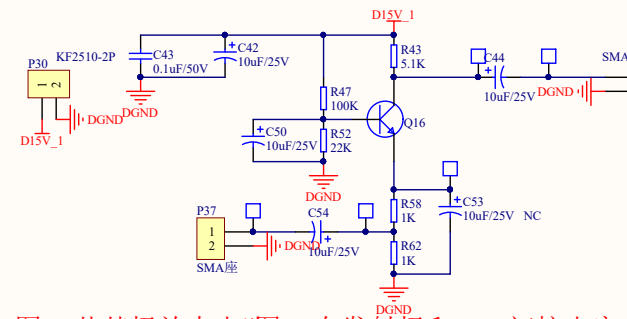 D15V_1
P30
KF2510-2P
C43
0.1uF/50V
C42
10uF/25V
R43
5.1K
C44
10uF/25V
SMA
DGND
1 2
DGND
D15V_1
DGND
R47
100K
Q16
C50
10uF/25V
R52
22K
DGND
P37
1
2
SMA座
DGND
C54
10uF/25V
R58
1K
C53
10uF/25V NC
R62
1K
DGND